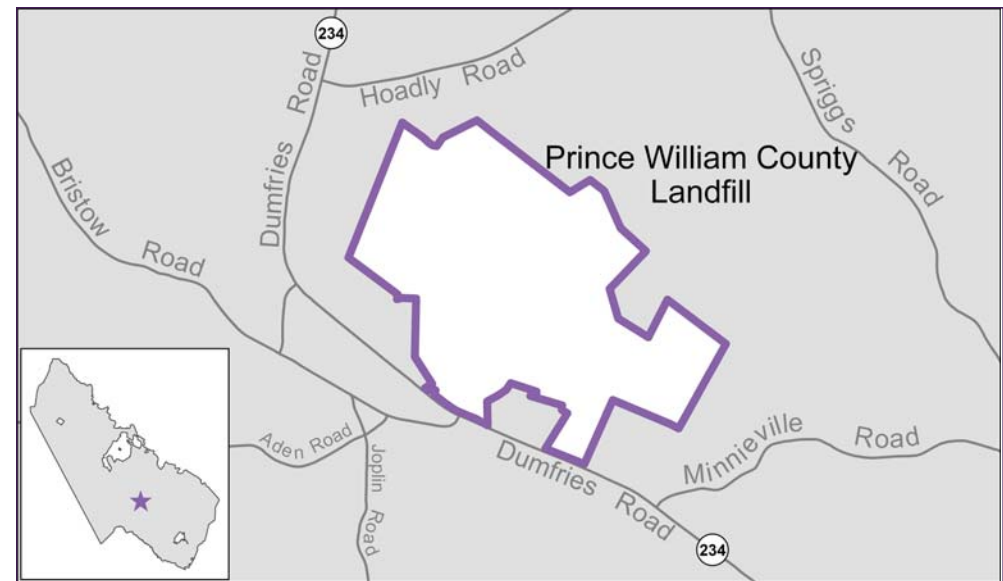 234
Hoadly Road
Spriggs Road
Dumfries Road
Bristow Road
Prince William County
Landfill
Aden Road
Joplin Road
Dumfries Road
Minnieville Road
234